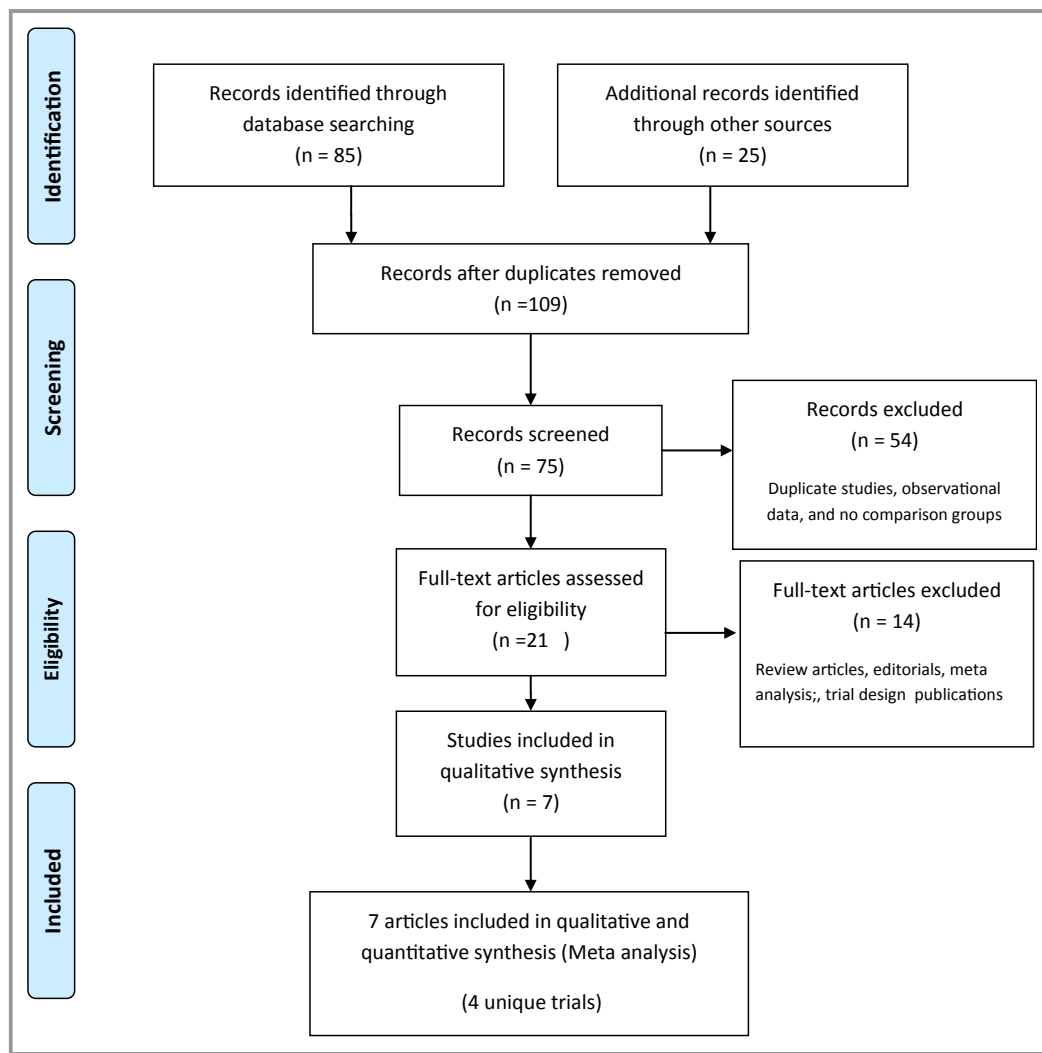 Identification
Records identified through
database searching
(n = 85)
Additional records identified
through other sources
(n = 25)
Records after duplicates removed
(n =109)
Screening
Records screened
(n = 75)
Records excluded
(n = 54)
Duplicate studies, observational
data, and no comparison groups
Eligibility
Full-text articles assessed
for eligibility
(n =21 )
Full-text articles excluded
(n = 14)
Review articles, editorials, meta
analysis;, trial design publications
Studies included in
qualitative synthesis
(n = 7)
Included
7 articles included in qualitative and
quantitative synthesis (Meta analysis)
(4 unique trials)